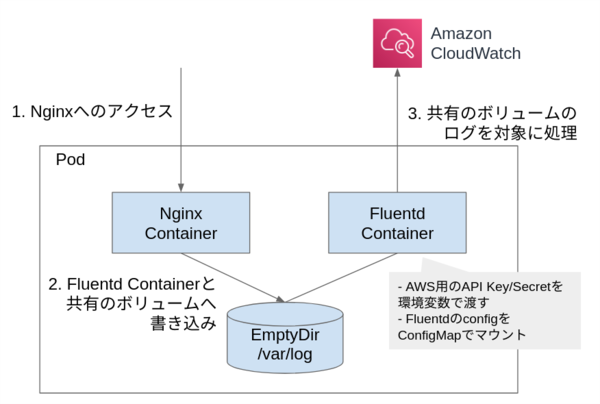 Amazon
CloudWatch
1. Nginxへのアクセス
3. 共有のボリュームの
ログを対象に処理
Pod
Nginx
Container
Fluentd
Container
2. Fluentd Containerと
共有のボリュームへ
書き込み
- AWS用のAPI Key/Secretを
環境変数で渡す
- Fluentdのconfigを
ConfigMapでマウント
EmptyDir
/var/log